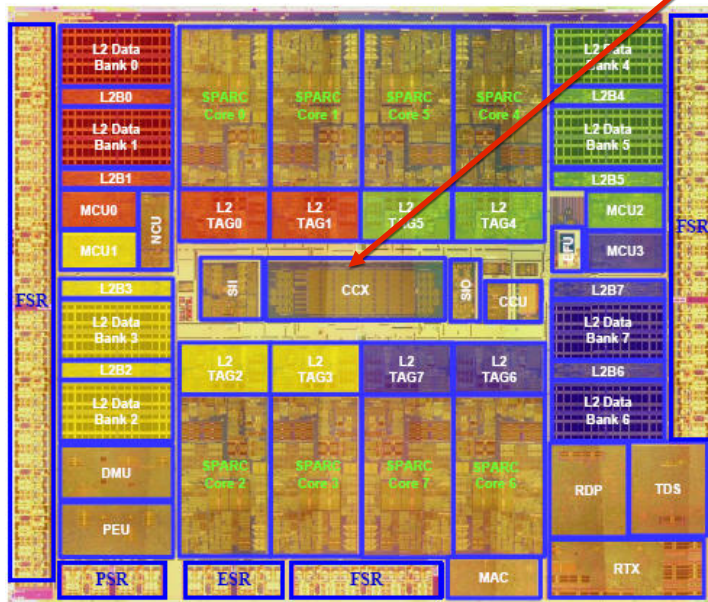 L2 Data
Bank 0
L2B0
L2 Data
Bank 1
L2B1
MCU0
MCU1
NCU
FSR
L2B3
L2 Data
Bank 3
L2B2
L2 Data
Bank 2
DMU
PEU
PSR
SPARC
Core 0
SPARC
Core 1
SPARC
Core 5
SPARC
Core 4
L2
TAG0
L2
TAG1
L2
TAG5
L2
TAG4
SII
CCX
SIO
CCU
L2
TAG2
L2
TAG3
L2
TAG7
L2
TAG6
SPARC
Core 2
SPARC
Core 3
SPARC
Core 7
SPARC
Core 6
ESR
FSR
MAC
L2 Data
Bank 4
L2B4
L2 Data
Bank 5
L2B5
MCU2
EFU
MCU3
FSR
L2B7
L2 Data
Bank 7
L2B6
L2 Data
Bank 6
RDP
TDS
RTX